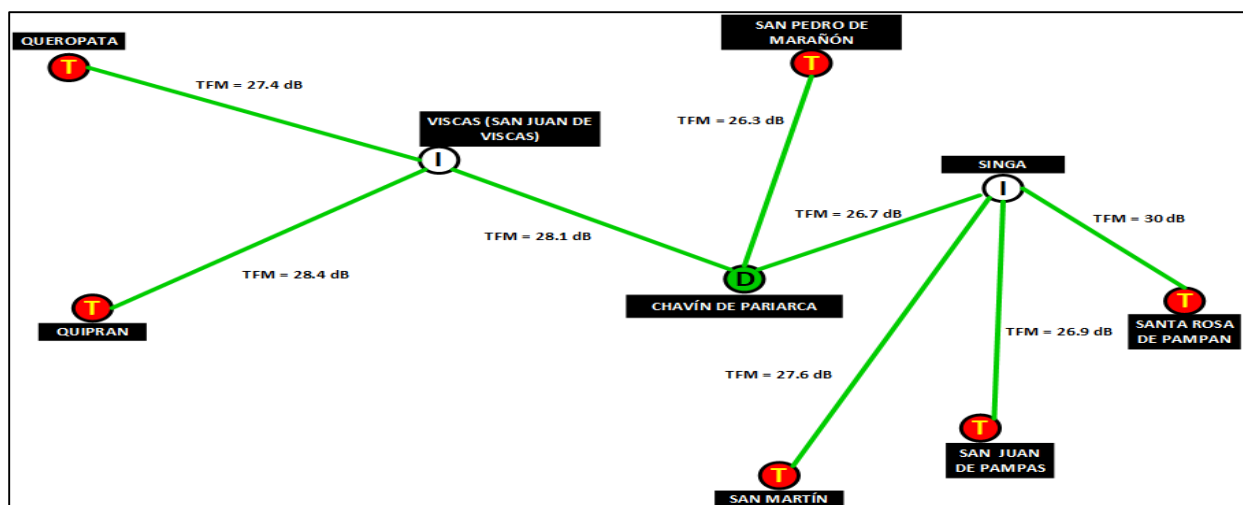 SAN PEDRO DE
MARAÑÓN
QUEROPATA
T
T
TFM = 27.4 dB
VISCAS (SAN JUAN DE
VISCAS)
TFM = 26.3 dB
I
SINGA
I
TFM = 26.7 dB
TFM = 30 dB
TFM = 28.1 dB
TFM = 28.4 dB
D
CHAVÍN DE PARIARCA
T
QUIPRAN
T
SANTA ROSA
DE PAMPAN
TFM = 26.9 dB
TFM = 27.6 dB
T
SAN JUAN
DE PAMPAS
T
SAN MARTÍN